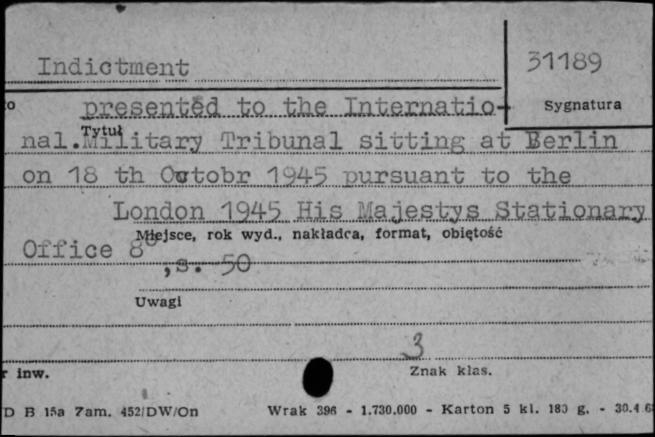 Indictment
31189
Sygnatura
presented to the Internatio-
Tytuł
nal.Military Tribunal sitting at Berlin
on 18 th Ouctobr 1945 pursuant to the
London 1945 His Majestys Stationary
Miejsce, rok wyd., nakładca, format, obiętość
Office 8°
,s. 50
Uwagi
3
r inw.
Znak klas.
D B 15a Zam. 452/DW/On Wrak 396 - 1.730.000 - Karton 5 kl. 180 g. - 30.4.6